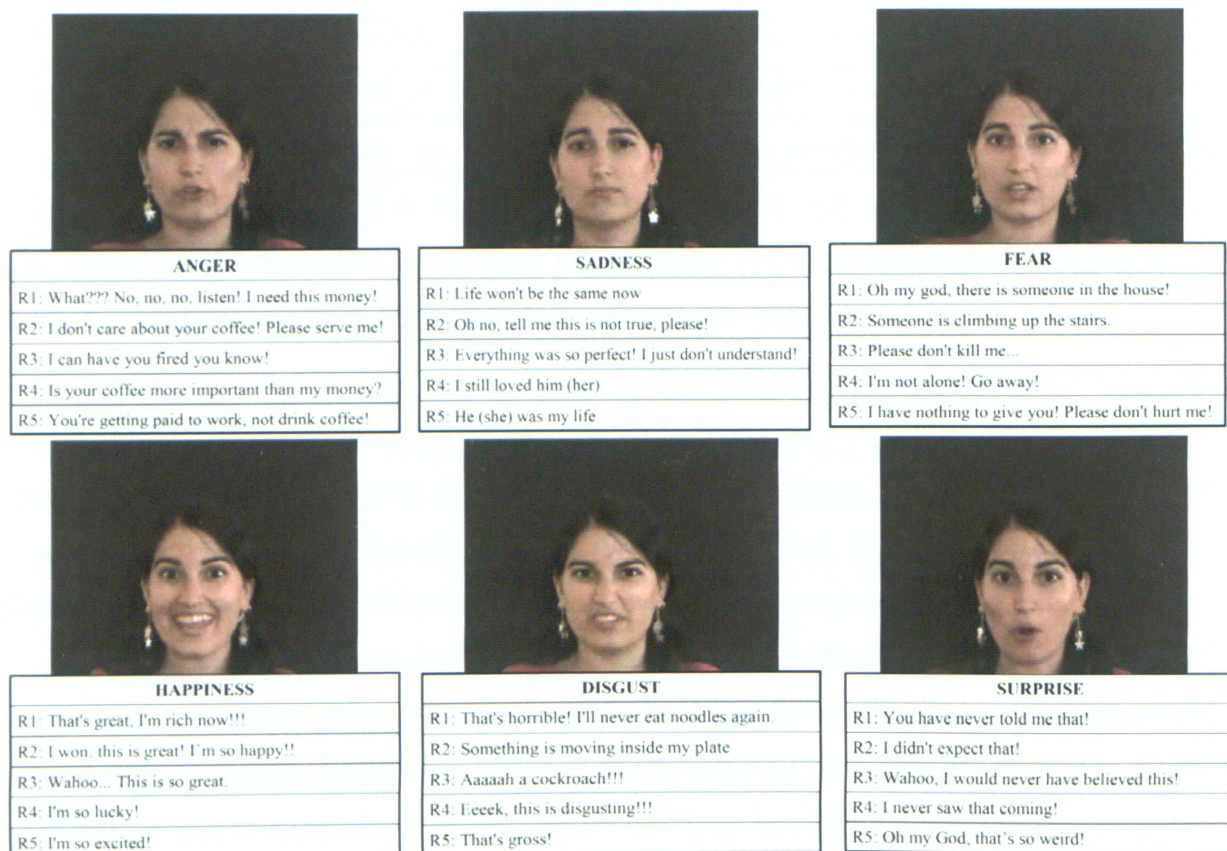 ANGER
R1: What??? No, no, no, listen! I need this money!
R2: I don't care about your coffee! Please serve me!
R3: I can have you fired you know!
R4: Is your coffee more important than my money?
R5: You're getting paid to work, not drink coffee!
SADNESS
R1: Life won't be the same now
R2: Oh no, tell me this is not true, please!
R3: Everything was so perfect! I just don't understand!
R4: I still loved him (her)
R5: He (she) was my life
FEAR
R1: Oh my god, there is someone in the house!
R2: Someone is climbing up the stairs.
R3: Please don't kill me...
R4: I'm not alone! Go away!
R5: I have nothing to give you! Please don't hurt me!
HAPPINESS
R1: That's great, I'm rich now!!!
R2: I won: this is great! I'm so happy!!
R3: Wahoo... This is so great.
R4: I'm so lucky!
R5: I'm so excited!
DISGUST
R1: That's horrible! I'll never eat noodles again.
R2: Something is moving inside my plate
R3: Aaaaah a cockroach!!!
R4: Eeeek, this is disgusting!!!
R5: That's gross!
SURPRISE
R1: You have never told me that!
R2: I didn't expect that!
R3: Wahoo, I would never have believed this!
R4: I never saw that coming!
R5: Oh my God, that's so weird!